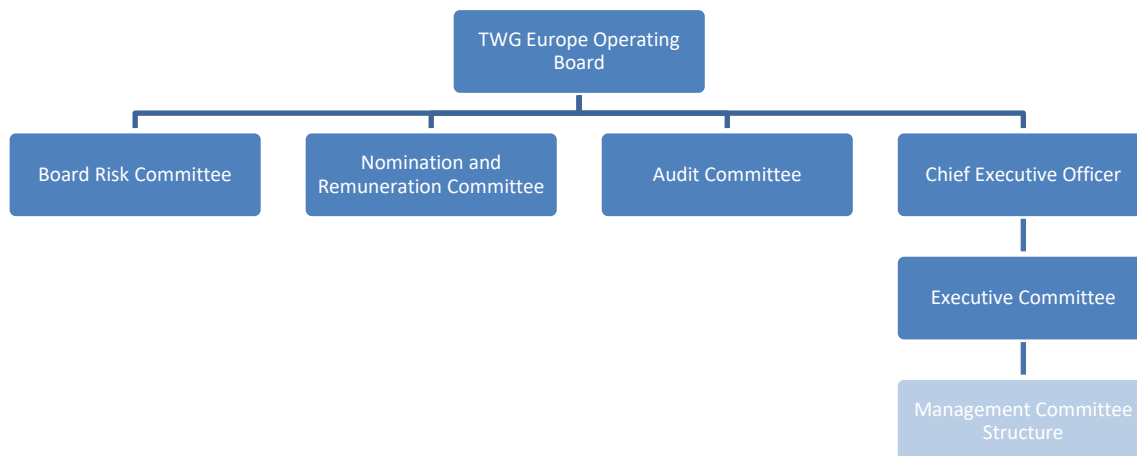 TWG Europe Operating
Board
Board Risk Committee
Nomination and
Remuneration Committee
Audit Committee
Chief Executive Officer
Executive Committee
Management Committee
Structure